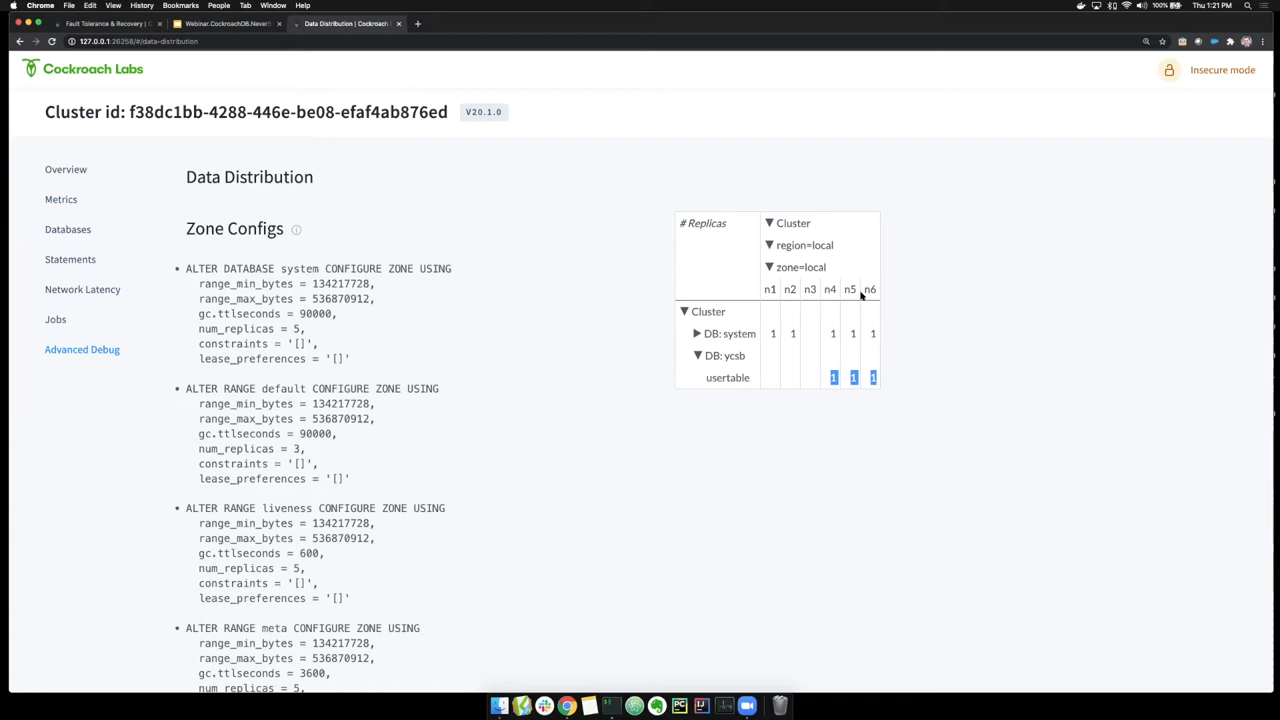 Chrome File Edit View History Bookmarks People Tab Window Help 100% Thu 1:21 PM
Fault Tolerance & Recovery | C
Webinar.CockroachDB.Never
Data Distribution | Cockroach
127.0.0.1:26258/#/data-distribution
Cockroach Labs
Insecure mode
Cluster id: f38dc1bb-4288-446e-be08-efaf4ab876ed V20.1.0
Overview
Metrics
Databases
Statements
Network Latency
Jobs
Advanced Debug
Data Distribution
Zone Configs
• ALTER DATABASE system CONFIGURE ZONE USING
range_min_bytes = 134217728,
range_max_bytes = 536870912,
gc.ttlseconds = 90000,
num_replicas = 5,
constraints = '[]',
lease_preferences = '[]'
• ALTER RANGE default CONFIGURE ZONE USING
range_min_bytes = 134217728,
range_max_bytes = 536870912,
gc.ttlseconds = 90000,
num_replicas = 3,
constraints = '[]',
lease_preferences = '[]'
• ALTER RANGE liveness CONFIGURE ZONE USING
range_min_bytes = 134217728,
range_max_bytes = 536870912,
gc.ttlseconds = 600,
num_replicas = 5,
constraints = '[]',
lease_preferences = '[]'
• ALTER RANGE meta CONFIGURE ZONE USING
range_min_bytes = 134217728,
range_max_bytes = 536870912,
gc.ttlseconds = 3600,
num_replicas = 5,
# Replicas ▼ Cluster
▼ region=local
▼ zone=local
n1 n2 n3 n4 n5 n6
▼ Cluster
▶ DB: system 1 1 1 1 1
▼ DB: ycsb
usertable 1 1 1